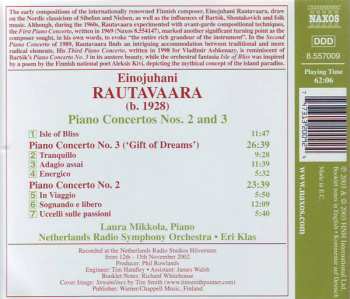 The early compositions of the internationally renowned Finnish composer, Einojuhani Rautavaara, draw
on the Nordic classicism of Sibelius and Nielsen, as well as the influences of Bartók, Shostakovich and folk
music. Although, during the 1960s, Rautavaara experimented with avant-garde compositional techniques,
the First Piano Concerto, written in 1969 (Naxos 8.554147), marked another significant turning point as the
composer sought, in his own words, to evoke “the entire rich grandeur of the instrument”. In the Second
Piano Concerto of 1989, Rautavaara finds an intriguing accommodation between traditional and more
radical elements. His Third Piano Concerto, written in 1998 for Vladimir Ashkenazy, is reminiscent of
Bartók's Piano Concerto No. 3 in its austere beauty, while the orchestral fantasia Isle of Bliss was inspired
by a poem by the Finnish national poet Aleksis Kivi, depicting the mythical concept of the island paradise.
NAXOS
DDD
8.557009
Playing Time
62:06
Einojuhani
RAUTAVAARA
(b. 1928)
Piano Concertos Nos. 2 and 3
1 Isle of Bliss 11:47
Piano Concerto No. 3 (‘Gift of Dreams’) 26:39
2 Tranquillo 9:28
3 Adagio assai 11:39
4 Energico 5:32
Piano Concerto No. 2 23:39
5 In Viaggio 5:50
6 Sognando e libero 12:09
7 Uccelli sulle passioni 5:40
Laura Mikkola, Piano
Netherlands Radio Symphony Orchestra · Eri Klas
Recorded at the Netherlands Radio Studios Hilversum
from 12th - 15th November 2002
Producer: Phil Rowlands
Engineer: Tim Handley · Assistant: James Walsh
Booklet Notes: Richard Whitehouse
Publisher: Warner/Chappell Music, Finland